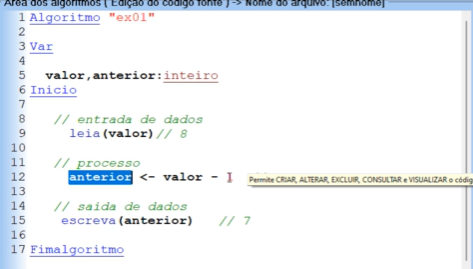 Área dos algoritmos ( Edição do código fonte ) -> Nome do arquivo: [semnome]
1 Algoritmo "ex01"
2
3 Var
4
5 valor,anterior:inteiro
6 Inicio
7
8 // entrada de dados
9 leia(valor)// 8
10
11 // processo
12 anterior <- valor - 1
Permite CRIAR, ALTERAR, EXCLUIR, CONSULTAR e VISUALIZAR o códig
13
14 // saida de dados
15 escreva(anterior) // 7
16
17 Fimalgoritmo